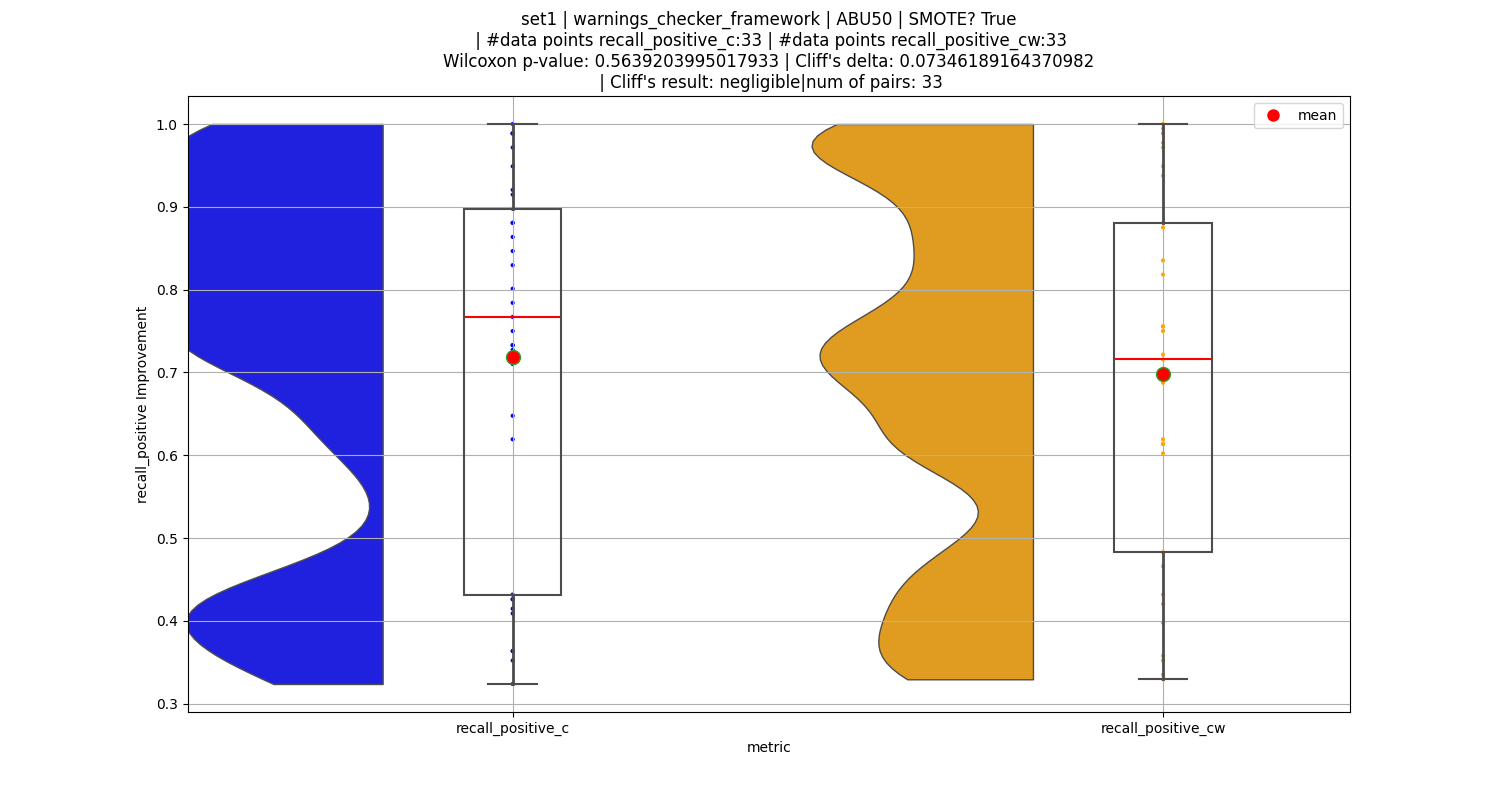 set1 | warnings_checker_framework | ABU50 | SMOTE? True
| #data points recall_positive_c:33 | #data points recall_positive_cw:33
Wilcoxon p-value: 0.5639203995017933 | Cliff's delta: 0.07346189164370982
| Cliff's result: negligible|num of pairs: 33
mean
1.0
0.9
0.8
0.7
0.6
0.5
0.4
0.3
recall_positive Improvement
recall_positive_c
recall_positive_cw
metric